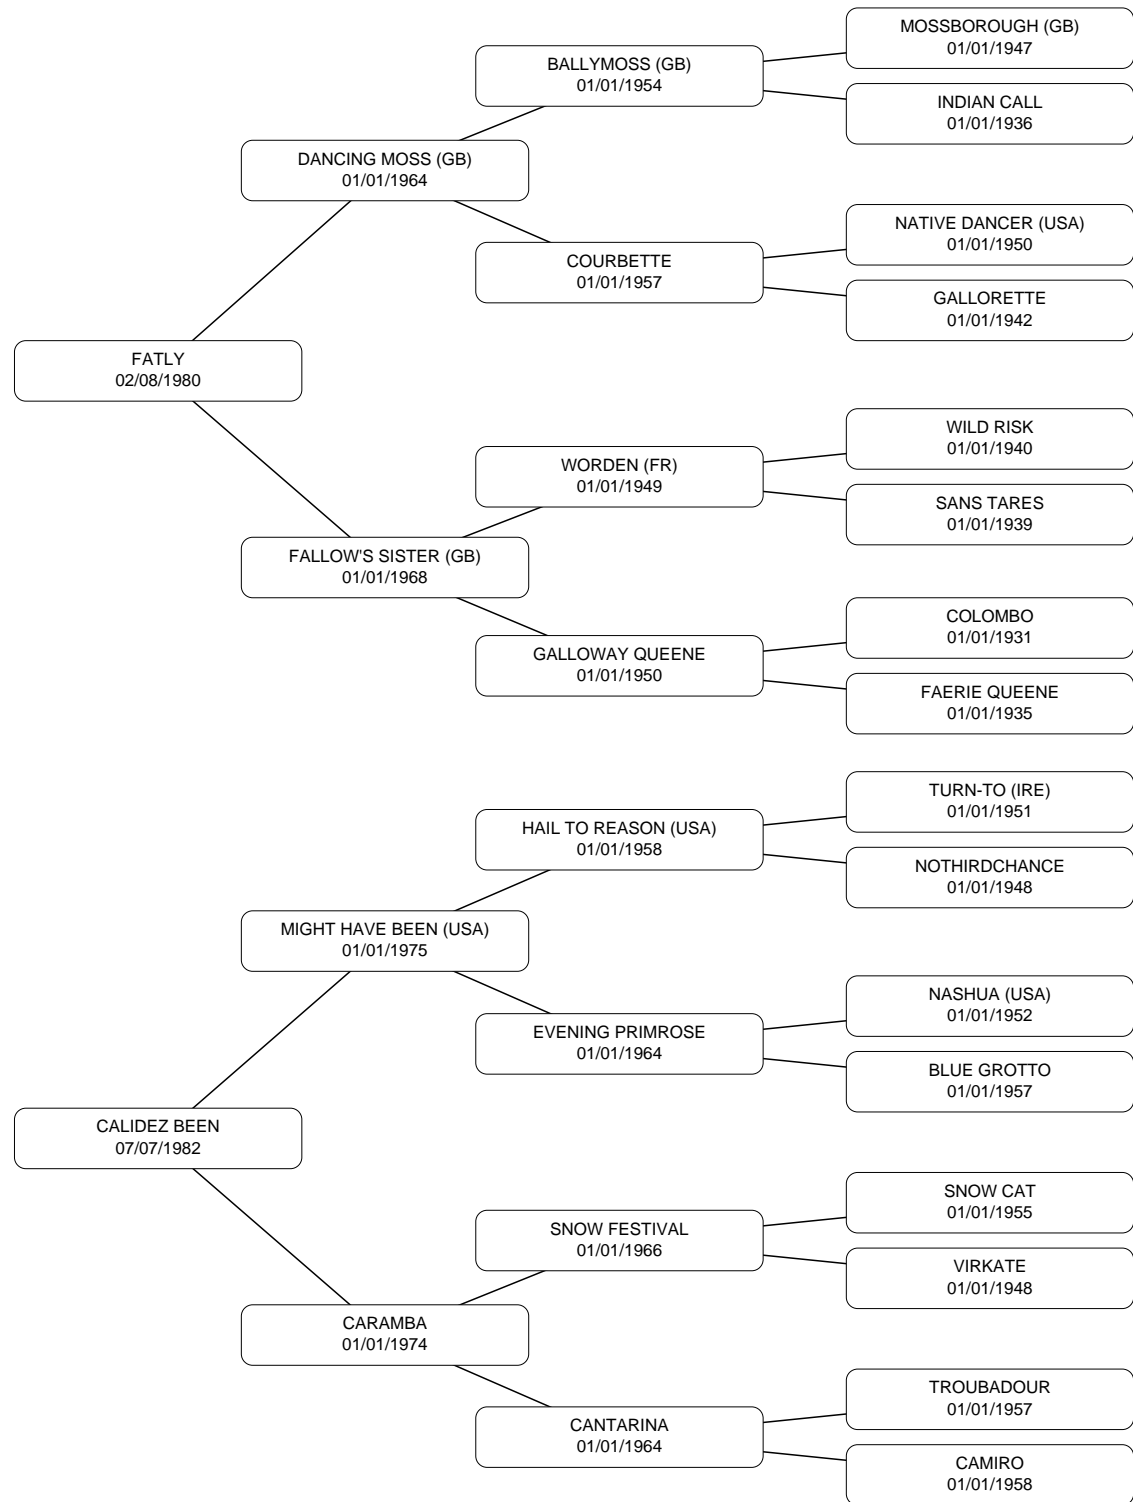 MOSSBOROUGH (GB)
01/01/1947
BALLYMOSS (GB)
01/01/1954
INDIAN CALL
01/01/1936
DANCING MOSS (GB)
01/01/1964
NATIVE DANCER (USA)
01/01/1950
COURBETTE
01/01/1957
GALLORETTE
01/01/1942
FATLY
02/08/1980
WILD RISK
01/01/1940
WORDEN (FR)
01/01/1949
SANS TARES
01/01/1939
FALLOW'S SISTER (GB)
01/01/1968
COLOMBO
01/01/1931
GALLOWAY QUEENE
01/01/1950
FAERIE QUEENE
01/01/1935
TURN-TO (IRE)
01/01/1951
HAIL TO REASON (USA)
01/01/1958
NOTHIRDCHANCE
01/01/1948
MIGHT HAVE BEEN (USA)
01/01/1975
NASHUA (USA)
01/01/1952
EVENING PRIMROSE
01/01/1964
BLUE GROTTO
01/01/1957
CALIDEZ BEEN
07/07/1982
SNOW CAT
01/01/1955
SNOW FESTIVAL
01/01/1966
VIRKATE
01/01/1948
CARAMBA
01/01/1974
TROUBADOUR
01/01/1957
CANTARINA
01/01/1964
CAMIRO
01/01/1958